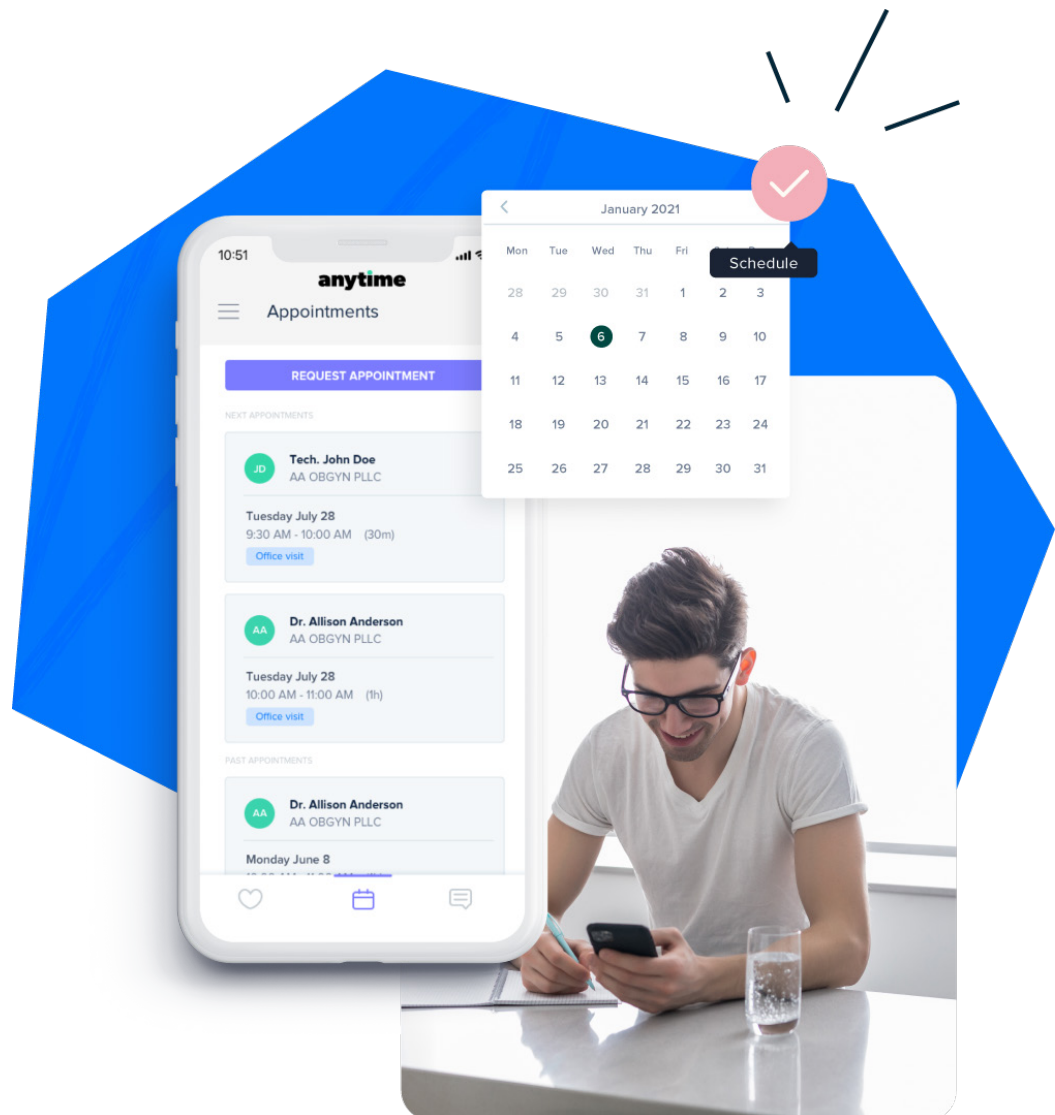 10:51
anytime
Appointments
REQUEST APPOINTMENT
NEXT APPOINTMENTS
JD
Tech. John Doe
AA OBGYN PLLC
Tuesday July 28
9:30 AM - 10:00 AM (30m)
Office visit
AA
Dr. Allison Anderson
AA OBGYN PLLC
Tuesday July 28
10:00 AM - 11:00 AM (1h)
Office visit
PAST APPOINTMENTS
AA
Dr. Allison Anderson
AA OBGYN PLLC
Monday June 8
January 2021
Mon Tue Wed Thu Fri
Schedule
28 29 30 31 1 2 3
4 5 6 7 8 9 10
11 12 13 14 15 16 17
18 19 20 21 22 23 24
25 26 27 28 29 30 31